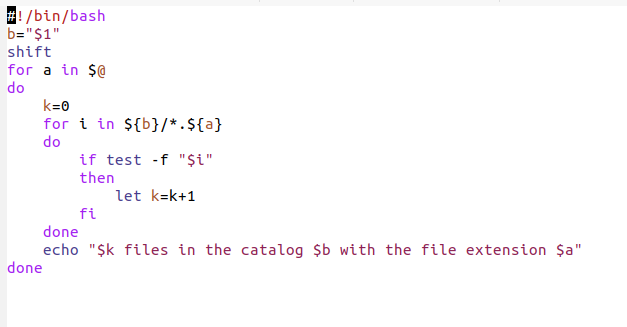 #!/bin/bash
b="$1"
shift
for a in $@
do
    k=0
    for i in ${b}/*.${a}
    do
        if test -f "$i"
        then
            let k=k+1
        fi
    done
    echo "$k files in the catalog $b with the file extension $a"
done